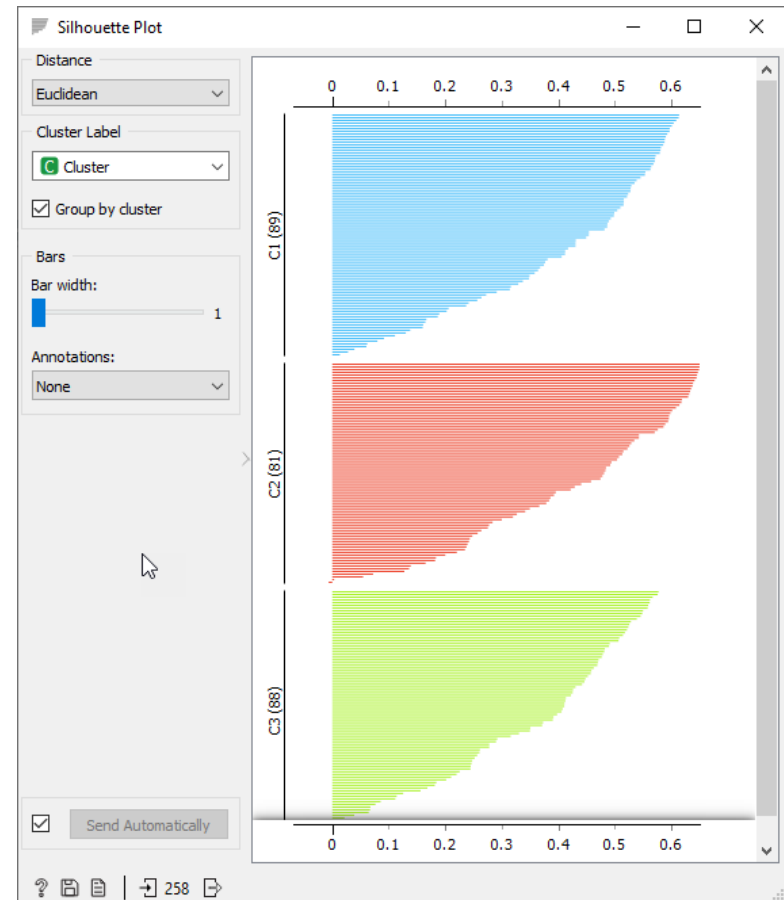 Silhouette Plot
Distance
Euclidean
Cluster Label
C Cluster
Group by cluster
Bars
Bar width:
1
Annotations:
None
Send Automatically
258
0 0.1 0.2 0.3 0.4 0.5 0.6
C1 (89)
C2 (81)
C3 (88)
0 0.1 0.2 0.3 0.4 0.5 0.6